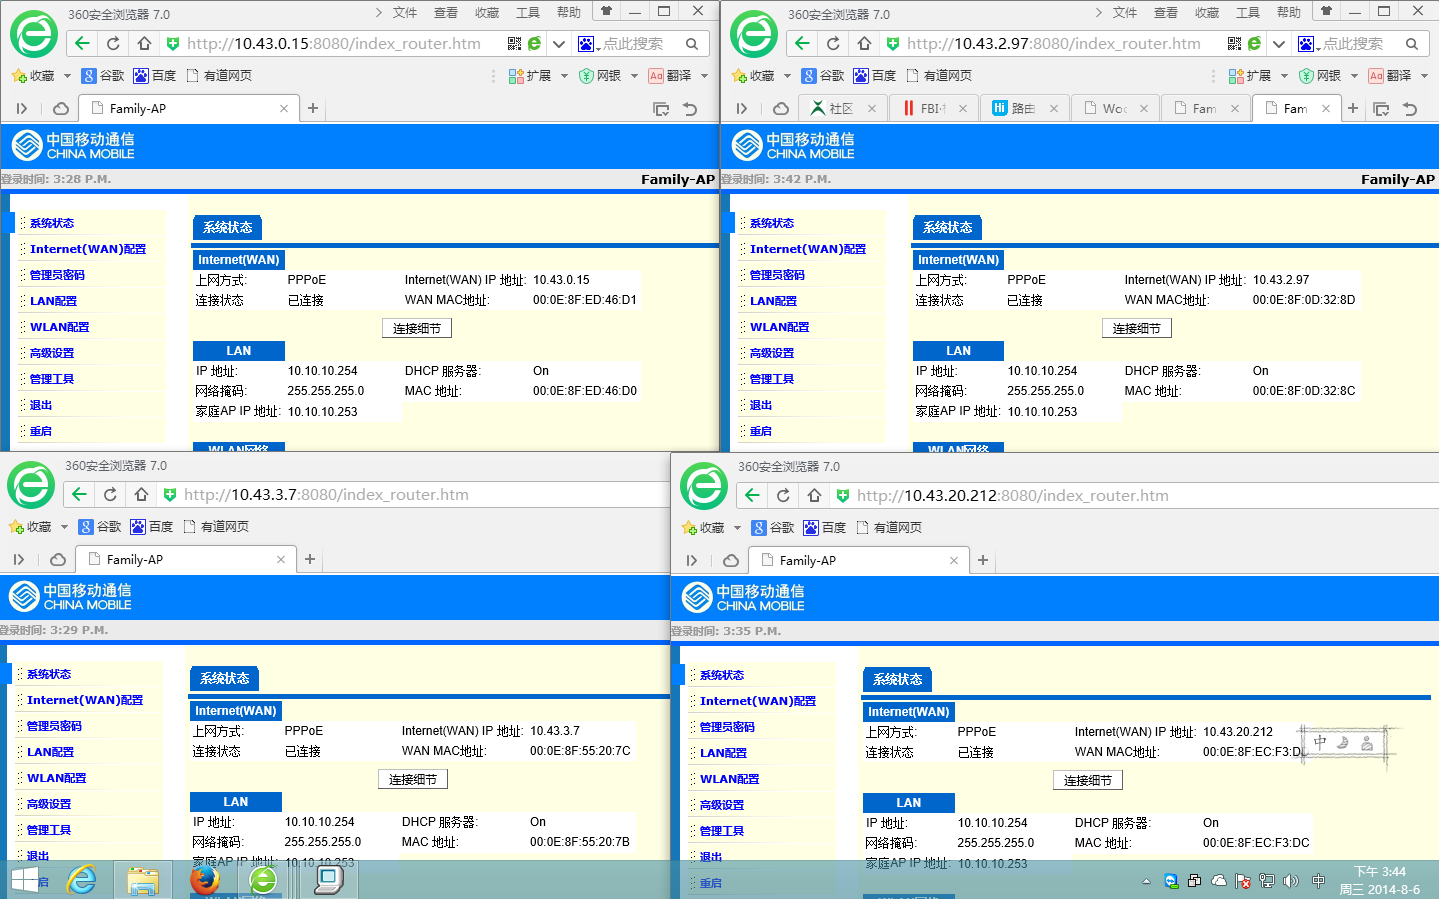 360安全浏览器 7.0
文件 查看 收藏 工具 帮助
http://10.43.0.15:8080/index_router.htm
点此搜索
收藏 谷歌 百度 有道网页 扩展 网银 翻译
Family-AP
中国移动通信
CHINA MOBILE
登录时间: 3:28 P.M.
Family-AP
系统状态
Internet(WAN)配置
管理员密码
LAN配置
WLAN配置
高级设置
管理工具
退出
重启
系统状态
Internet(WAN)
上网方式: PPPoE Internet(WAN) IP 地址: 10.43.0.15
连接状态 已连接 WAN MAC地址: 00:0E:8F:ED:46:D1
连接细节
LAN
IP 地址: 10.10.10.254 DHCP 服务器: On
网络掩码: 255.255.255.0 MAC 地址: 00:0E:8F:ED:46:D0
家庭AP IP 地址: 10.10.10.253
WLAN网络
360安全浏览器 7.0
文件 查看 收藏 工具 帮助
http://10.43.2.97:8080/index_router.htm
点此搜索
收藏 谷歌 百度 有道网页 扩展 网银 翻译
社区 FBI 路由 Woc Fam Fam
中国移动通信
CHINA MOBILE
登录时间: 3:42 P.M.
Family-AP
系统状态
Internet(WAN)配置
管理员密码
LAN配置
WLAN配置
高级设置
管理工具
退出
重启
系统状态
Internet(WAN)
上网方式: PPPoE Internet(WAN) IP 地址: 10.43.2.97
连接状态 已连接 WAN MAC地址: 00:0E:8F:0D:32:8D
连接细节
LAN
IP 地址: 10.10.10.254 DHCP 服务器: On
网络掩码: 255.255.255.0 MAC 地址: 00:0E:8F:0D:32:8C
家庭AP IP 地址: 10.10.10.253
WLAN网络
360安全浏览器 7.0
http://10.43.3.7:8080/index_router.htm
收藏 谷歌 百度 有道网页
Family-AP
中国移动通信
CHINA MOBILE
登录时间: 3:29 P.M.
系统状态
Internet(WAN)配置
管理员密码
LAN配置
WLAN配置
高级设置
管理工具
退出
启
系统状态
Internet(WAN)
上网方式: PPPoE Internet(WAN) IP 地址: 10.43.3.7
连接状态 已连接 WAN MAC地址: 00:0E:8F:55:20:7C
连接细节
LAN
IP 地址: 10.10.10.254 DHCP 服务器: On
网络掩码: 255.255.255.0 MAC 地址: 00:0E:8F:55:20:7B
家庭AP IP 地址: 10.10.10.253
360安全浏览器 7.0
http://10.43.20.212:8080/index_router.htm
收藏 谷歌 百度 有道网页
Family-AP
中国移动通信
CHINA MOBILE
登录时间: 3:35 P.M.
系统状态
Internet(WAN)配置
管理员密码
LAN配置
WLAN配置
高级设置
管理工具
退出
重启
系统状态
Internet(WAN)
上网方式: PPPoE Internet(WAN) IP 地址: 10.43.20.212
连接状态 已连接 WAN MAC地址: 00:0E:8F:EC:F3:D
中
连接细节
LAN
IP 地址: 10.10.10.254 DHCP 服务器: On
网络掩码: 255.255.255.0 MAC 地址: 00:0E:8F:EC:F3:DC
家庭AP IP 地址: 10.10.10.253
中
下午 3:44
周三 2014-8-6